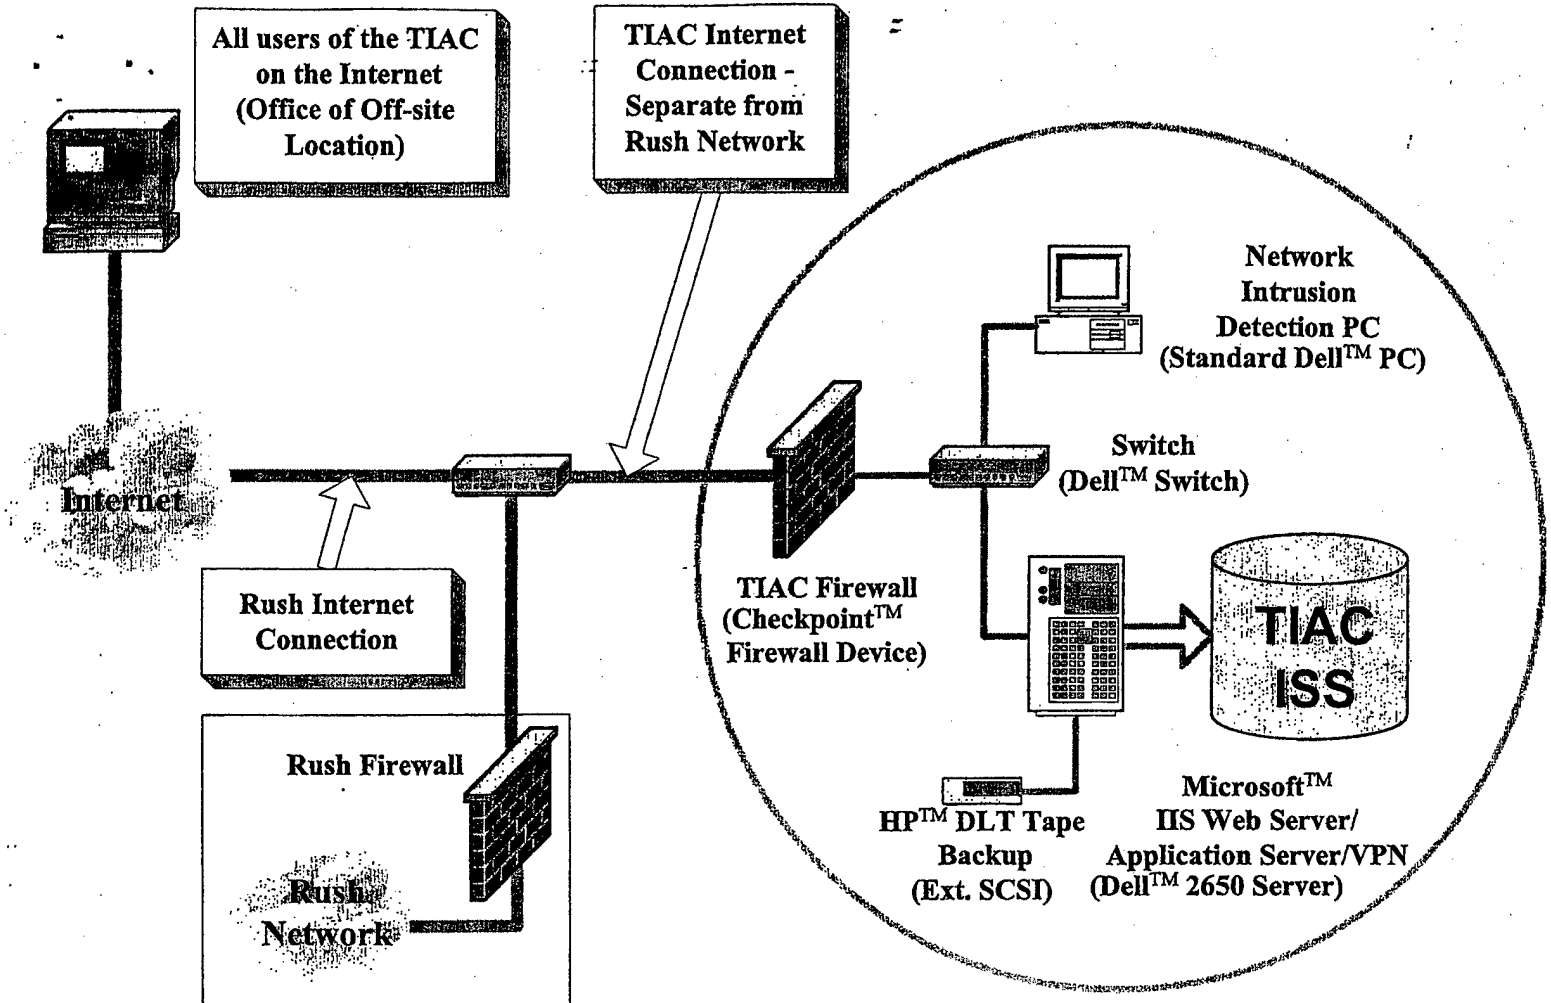 All users of the TIAC
on the Internet
(Office of Off-site
Location)
TIAC Internet
Connection -
Separate from
Rush Network
Network
Intrusion
Detection PC
(Standard Dell™ PC)
Switch
(Dell™ Switch)
Internet
Rush Internet
Connection
TIAC Firewall
(Checkpoint™
Firewall Device)
TIAC
ISS
Rush Firewall
Rush
Network
HP™ DLT Tape
Backup
(Ext. SCSI)
Microsoft™
IIS Web Server/
Application Server/VPN
(Dell™ 2650 Server)